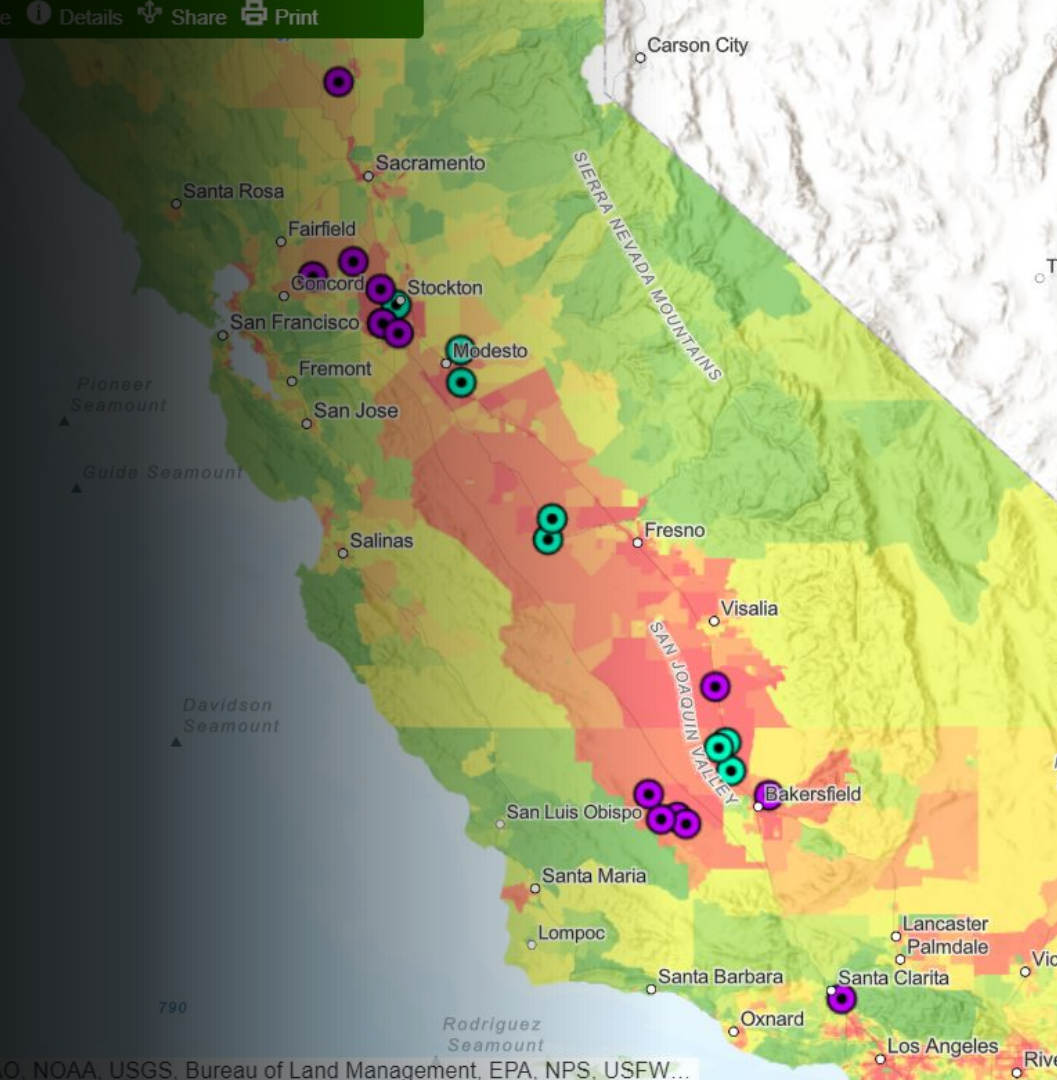 Details Share Print
Carson City
Sacramento
Santa Rosa
SIERRA NEVADA MOUNTAINS
Fairfield
Concord
Stockton
San Francisco
Modesto
Fremont
Pioneer
Seamount
San Jose
Guide Seamount
Fresno
Salinas
Visalia
SAN JOAQUIN VALLEY
Davidson
Seamount
Bakersfield
San Luis Obispo
Santa Maria
Lancaster
Lompoc
Palmdale
Santa Barbara
Santa Clarita
790
Oxnard
Rodriguez
Seamount
Los Angeles
NOAA, USGS, Bureau of Land Management, EPA, NPS, USFW...